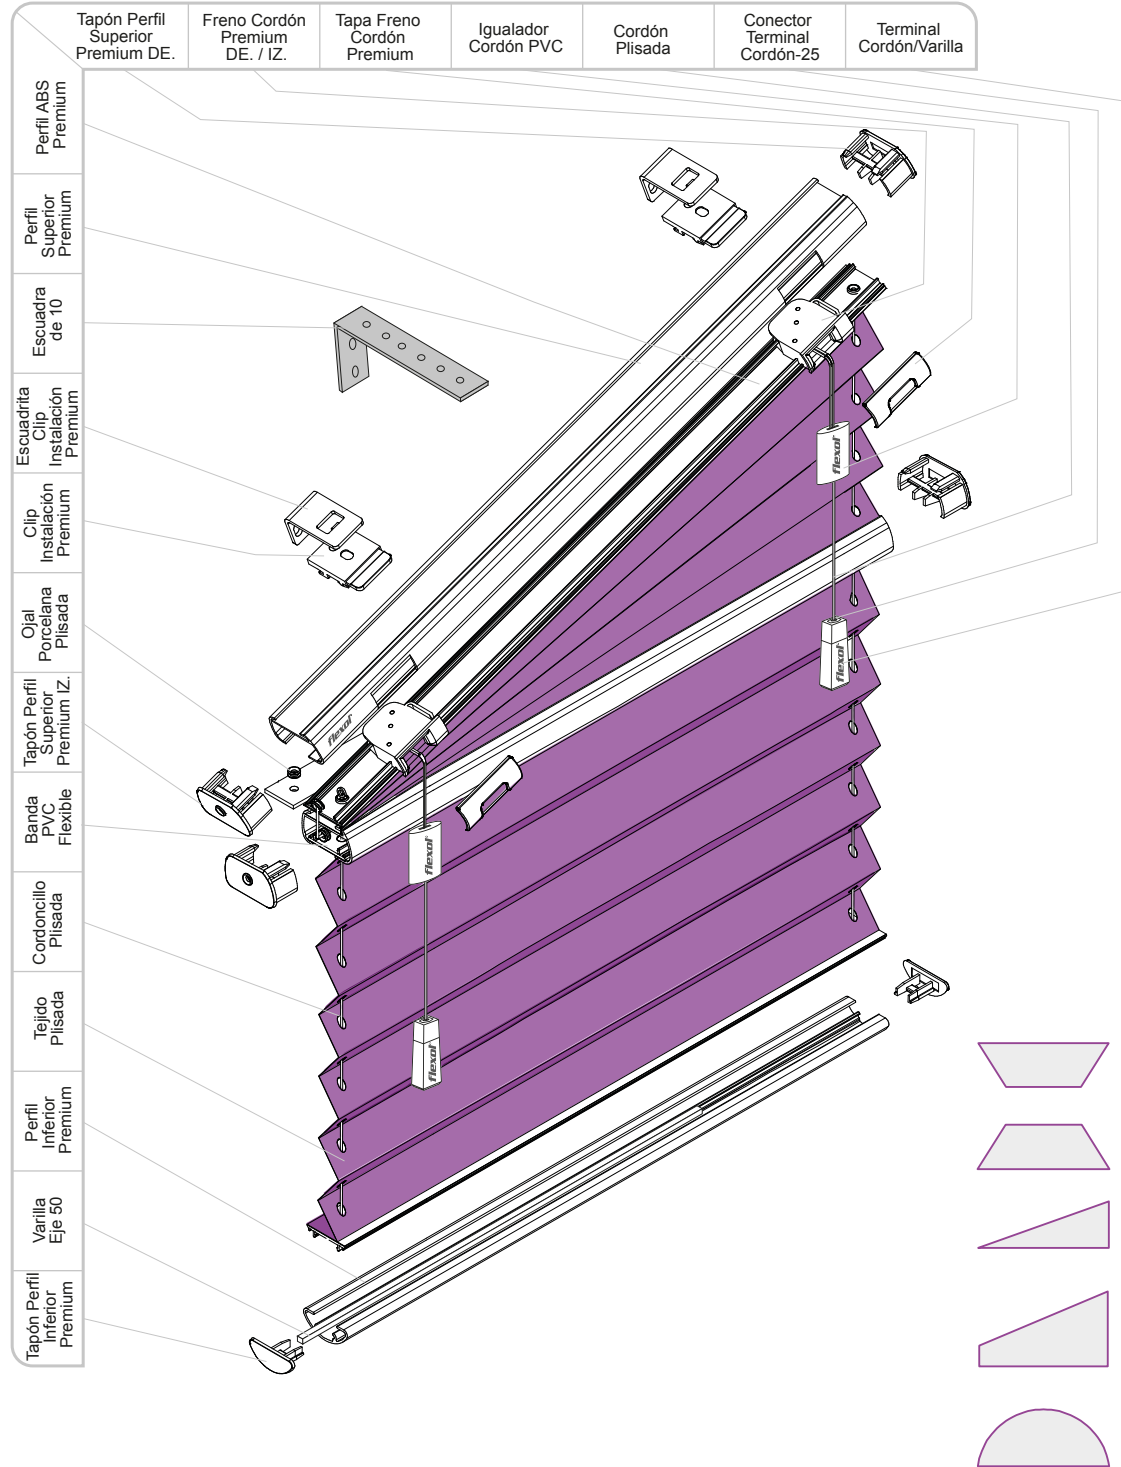 Tapón Perfil
Superior
Premium DE.
Freno Cordón
Premium
DE. / IZ.
Tapa Freno
Cordón
Premium
Igualador
Cordón PVC
Cordón
Plisada
Conector
Terminal
Cordón-25
Terminal
Cordón/Varilla
Perfil ABS
Premium
Perfil
Superior
Premium
Escuadra
de 10
Escuadrita
Clip
Instalación
Premium
Clip
Instalación
Premium
Ojal
Porcelana
Plisada
Tapón Perfil
Superior
Premium IZ.
Banda
PVC
Flexible
Cordoncillo
Plisada
Tejido
Plisada
Perfil
Inferior
Premium
Varilla
Eje 50
Tapón Perfil
Inferior
Premium
flexol
flexol
flexol
flexol
flexol